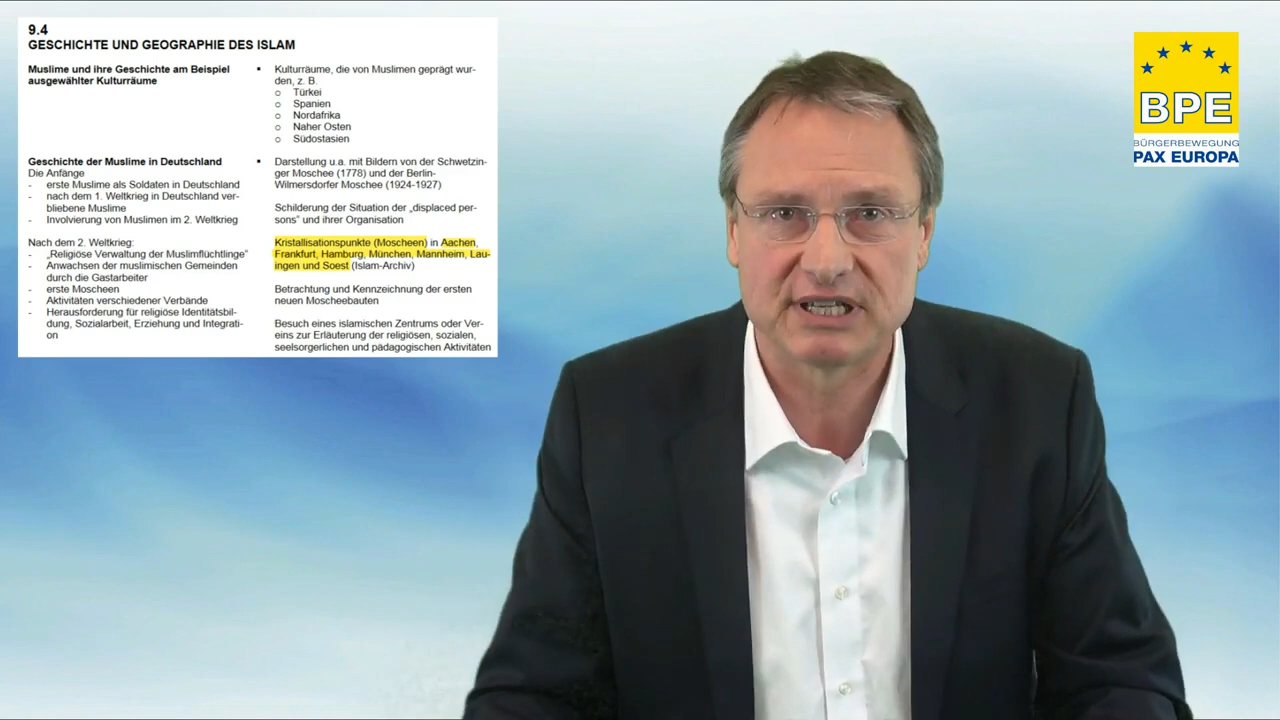 9.4
GESCHICHTE UND GEOGRAPHIE DES ISLAM
Muslime und ihre Geschichte am Beispiel
ausgewählter Kulturräume
▪ Kulturräume, die von Muslimen geprägt wur-
den, z. B.
o Türkei
o Spanien
o Nordafrika
o Naher Osten
o Südostasien
Geschichte der Muslime in Deutschland
Die Anfänge
- erste Muslime als Soldaten in Deutschland
- nach dem 1. Weltkrieg in Deutschland ver-
bliebene Muslime
- Involvierung von Muslimen im 2. Weltkrieg
▪ Darstellung u.a. mit Bildern von der Schwetzin-
ger Moschee (1778) und der Berlin-
Wilmersdorfer Moschee (1924-1927)
Schilderung der Situation der „displaced per-
sons" und ihrer Organisation
Nach dem 2. Weltkrieg:
- „Religiöse Verwaltung der Muslimflüchtlinge"
- Anwachsen der muslimischen Gemeinden
durch die Gastarbeiter
- erste Moscheen
- Aktivitäten verschiedener Verbände
- Herausforderung für religiöse Identitätsbil-
dung, Sozialarbeit, Erziehung und Integrati-
on
Kristallisationspunkte (Moscheen) in Aachen,
Frankfurt, Hamburg, München, Mannheim, Lau-
ingen und Soest (Islam-Archiv)
Betrachtung und Kennzeichnung der ersten
neuen Moscheebauten
Besuch eines islamischen Zentrums oder Ver-
eins zur Erläuterung der religiösen, sozialen,
seelsorgerlichen und pädagogischen Aktivitäten
BPE
BÜRGERBEWEGUNG
PAX EUROPA